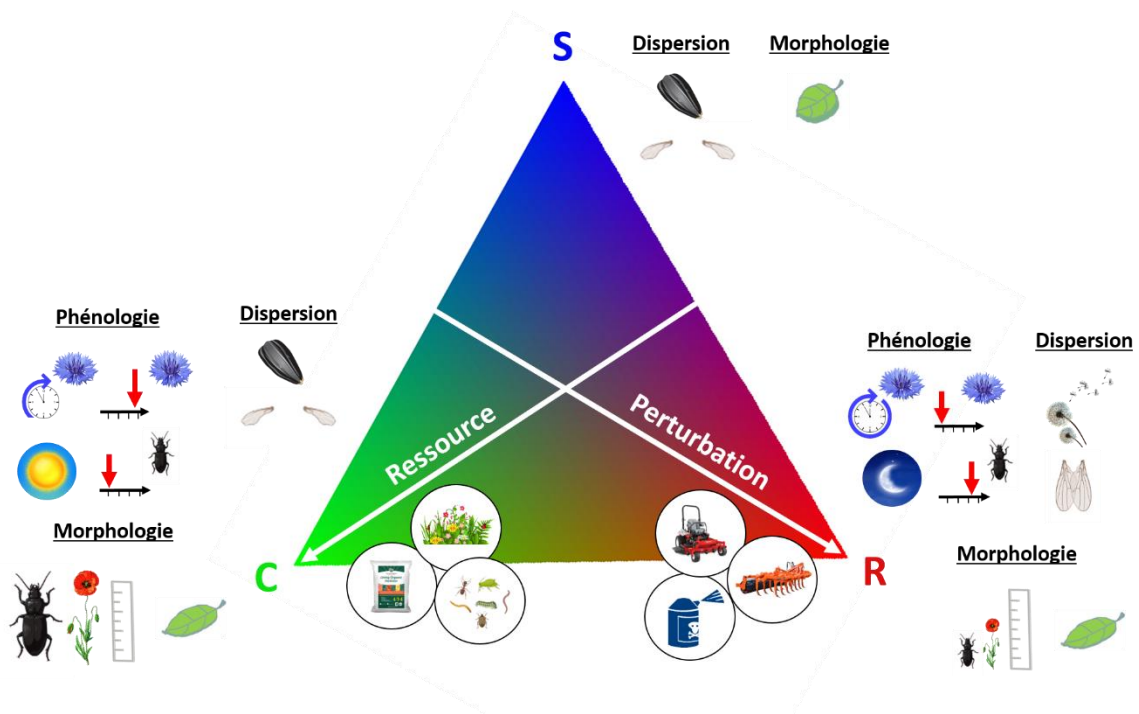 S
Dispersion
Morphologie
Phénologie
Dispersion
Phénologie
Dispersion
Ressource
Perturbation
Morphologie
C
R
Morphologie